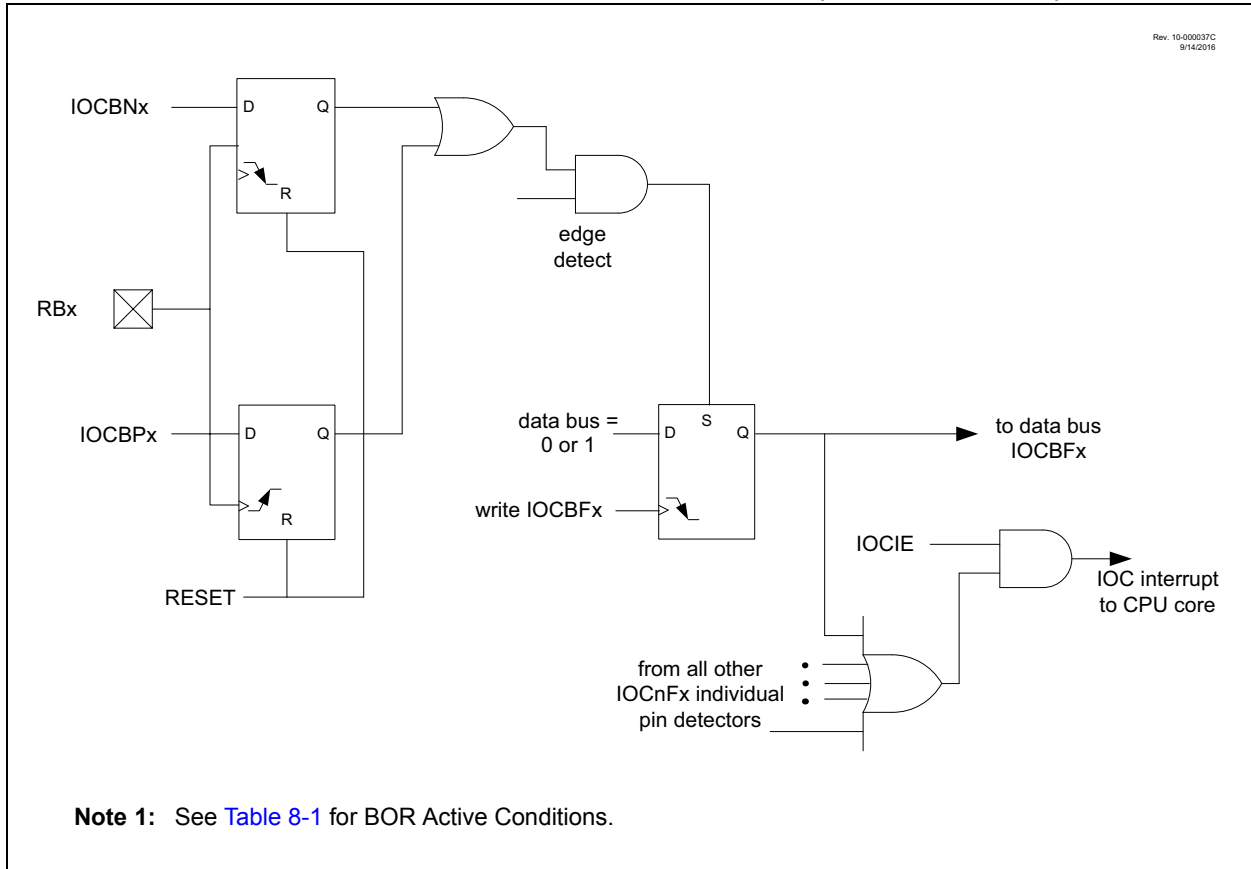 Rev. 10-000037C
9/14/2016
IOCBNx
D
Q
R
edge
detect
RBx
IOCBPx
D
Q
R
RESET
data bus =
0 or 1
D
S
Q
write IOCBFx
to data bus
IOCBFx
IOCIE
IOC interrupt
to CPU core
from all other
IOCnFx individual
pin detectors
Note 1: See Table 8-1 for BOR Active Conditions.